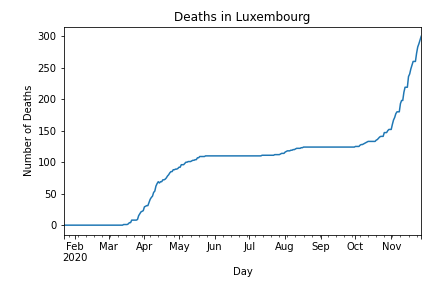 Deaths in Luxembourg
Number of Deaths
300
250
200
150
100
50
0
Feb Mar Apr May Jun Jul Aug Sep Oct Nov
2020
Day